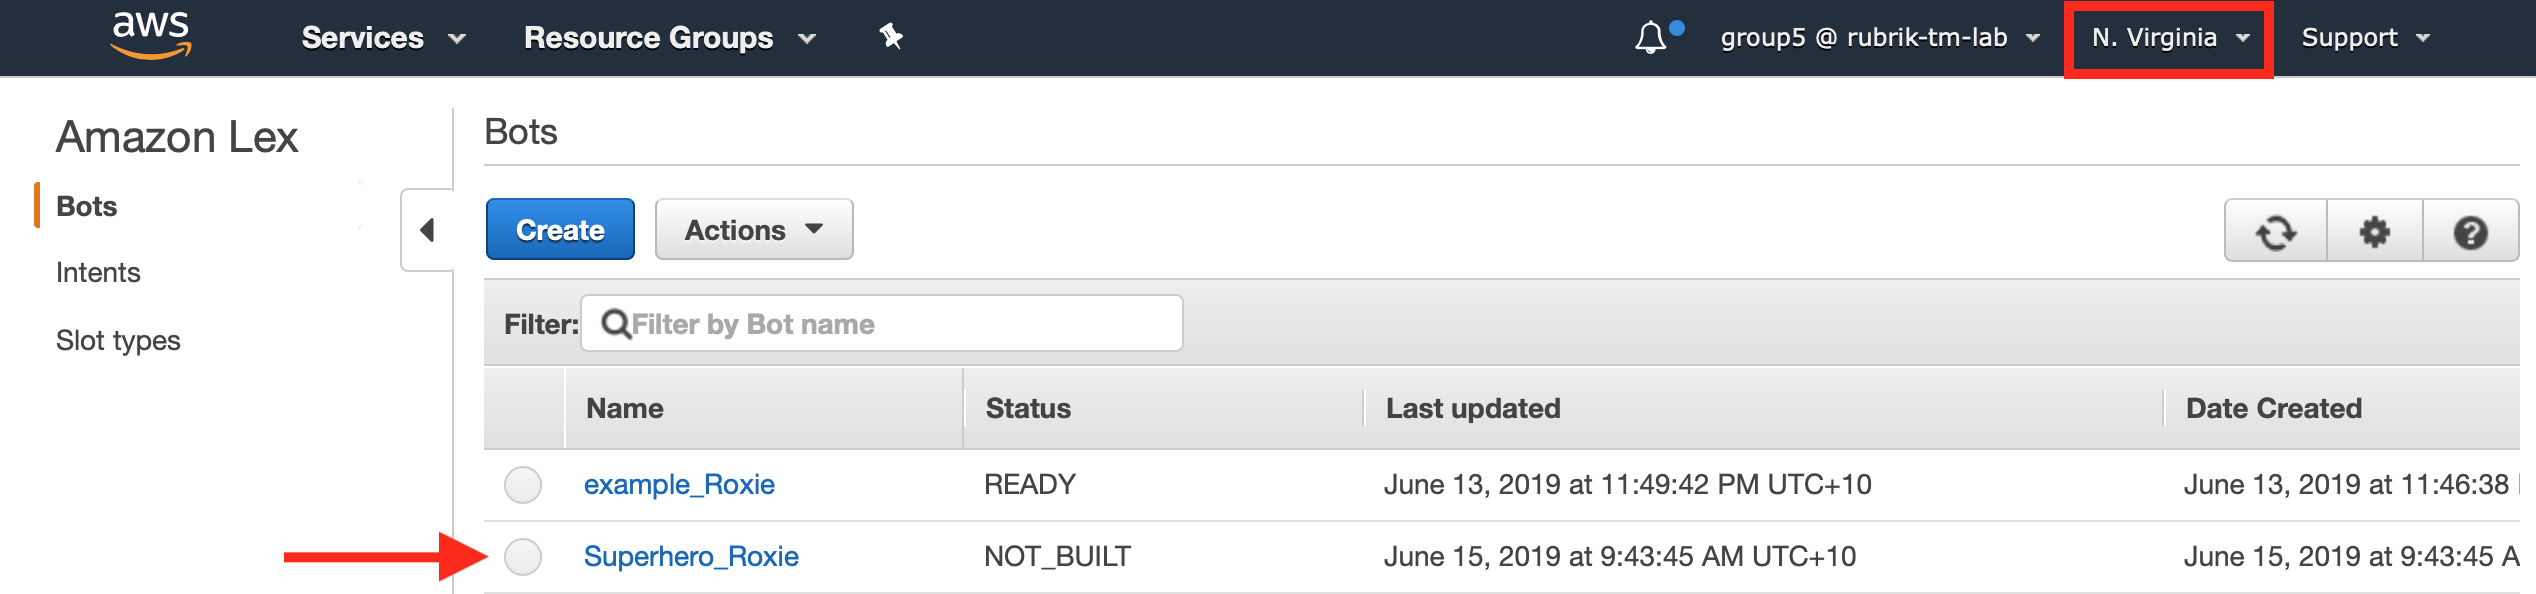 aws Services Resource Groups group5 @ rubrik-tm-lab N. Virginia Support
Amazon Lex
Bots
Intents
Slot types
Bots
Create Actions
Filter: Filter by Bot name
Name Status Last updated Date Created
example_Roxie READY June 13, 2019 at 11:49:42 PM UTC+10 June 13, 2019 at 11:46:38
Superhero_Roxie NOT_BUILT June 15, 2019 at 9:43:45 AM UTC+10 June 15, 2019 at 9:43:45 A